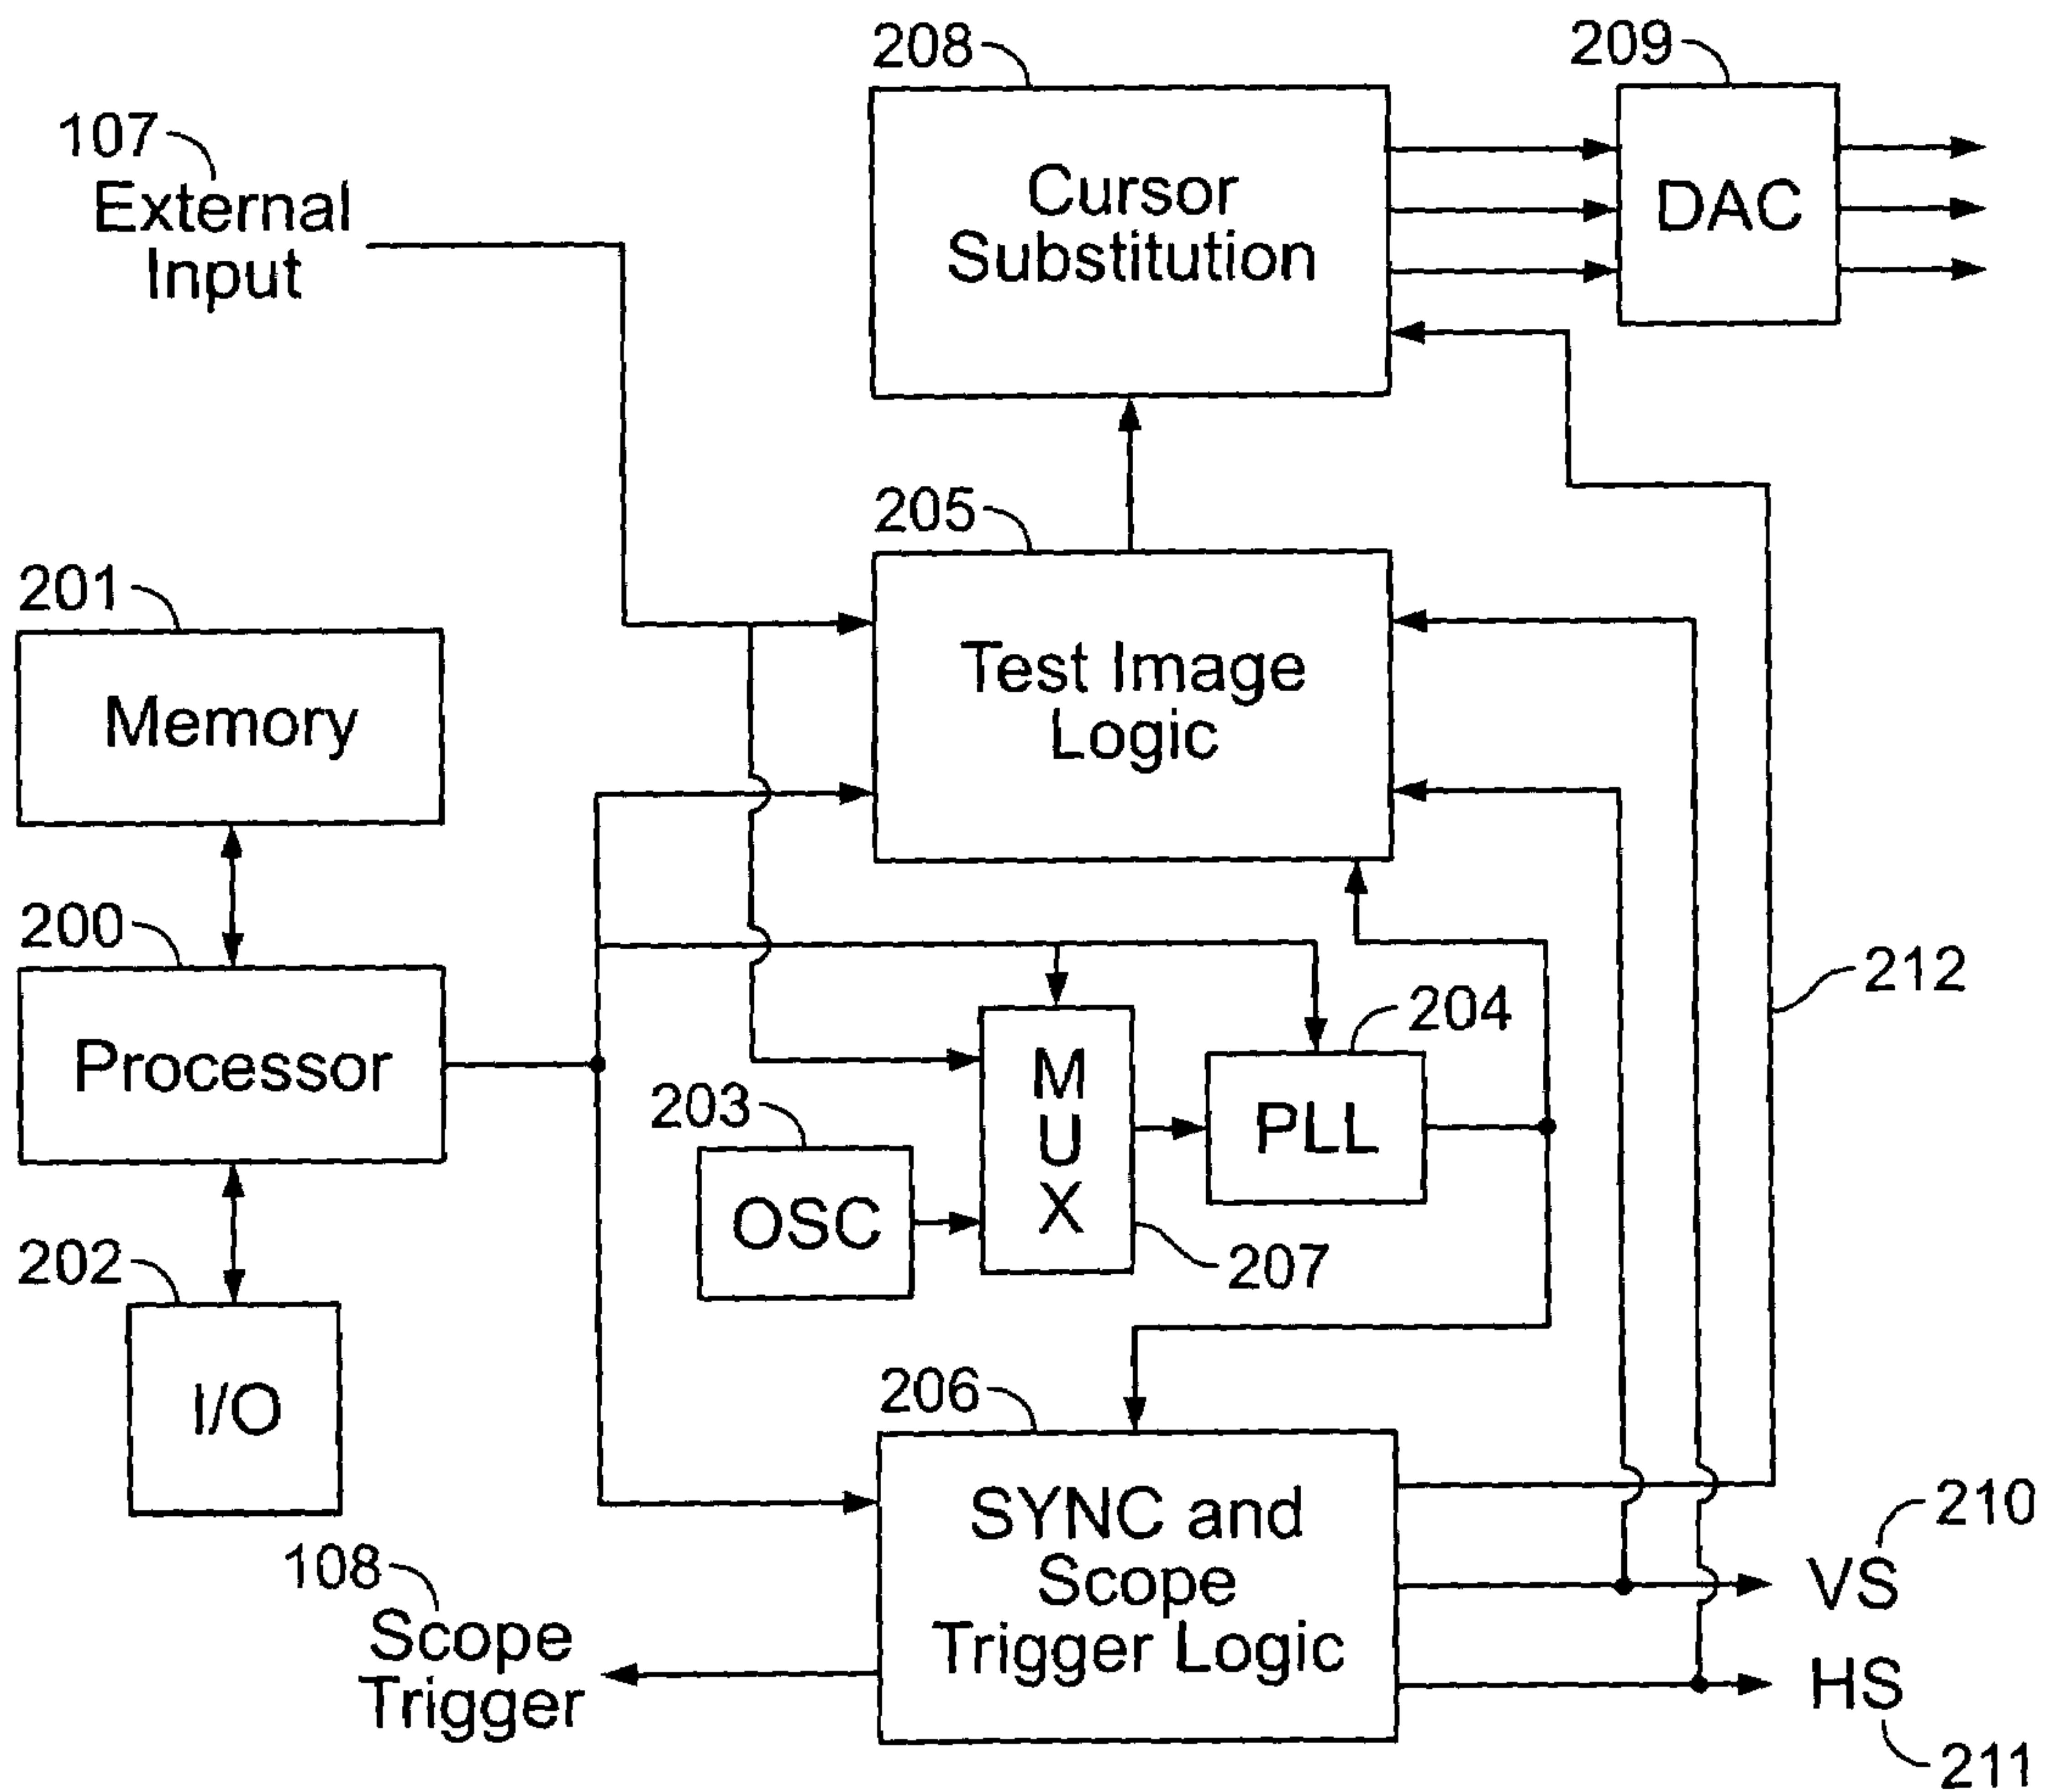 208
209
107
External
Input
Cursor
Substitution
DAC
205
201
Test Image
Logic
Memory
200
212
204
Processor
M
U
X
PLL
203
OSC
207
202
I/O
206
SYNC and
Scope
Trigger Logic
210
VS
108
Scope
Trigger
HS
211